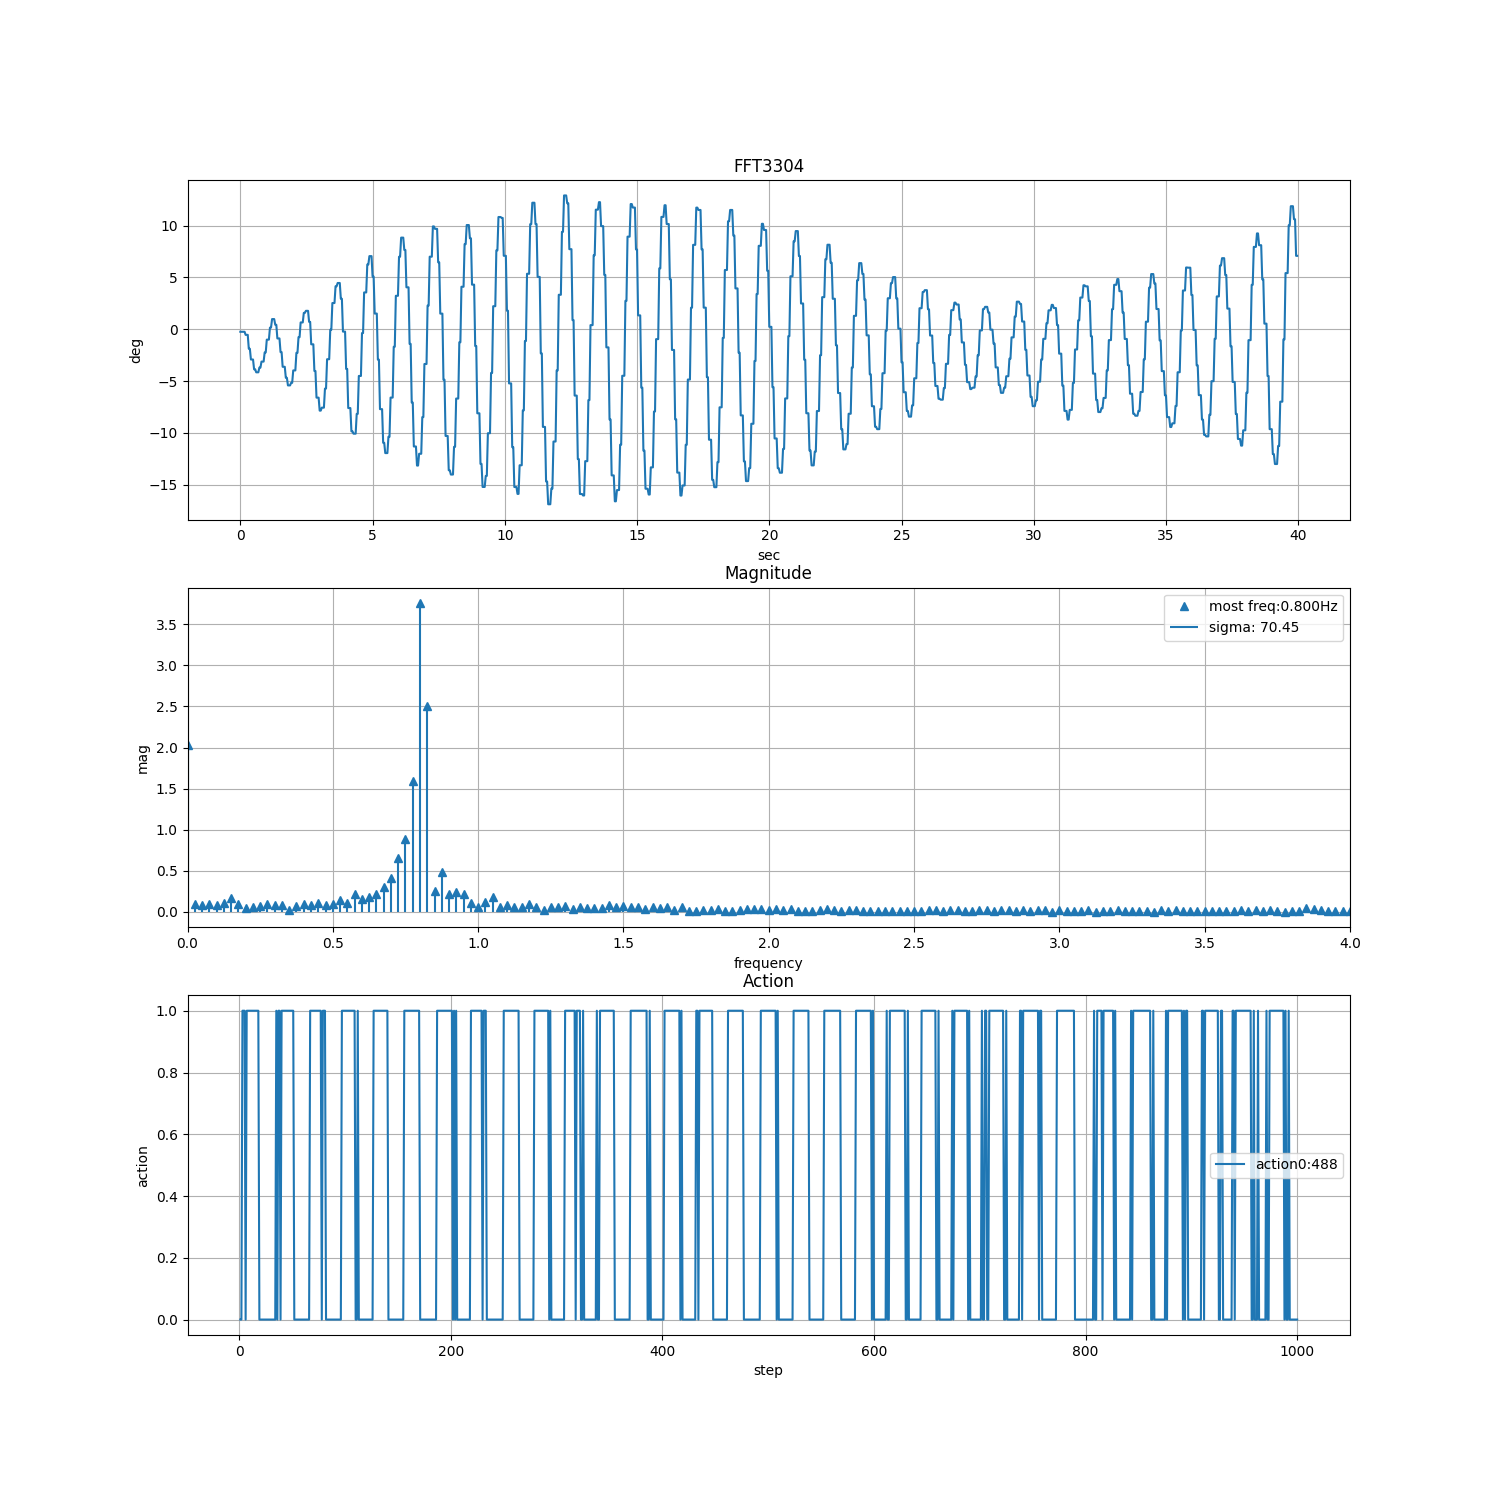 FFT3304
10
5
0
−5
−10
−15
deg
0 5 10 15 20 25 30 35 40
sec
Magnitude
most freq:0.800Hz
sigma: 70.45
3.5
3.0
2.5
2.0
1.5
1.0
0.5
0.0
mag
0.0 0.5 1.0 1.5 2.0 2.5 3.0 3.5 4.0
frequency
Action
1.0
0.8
0.6
0.4
0.2
0.0
action
action0:488
0 200 400 600 800 1000
step